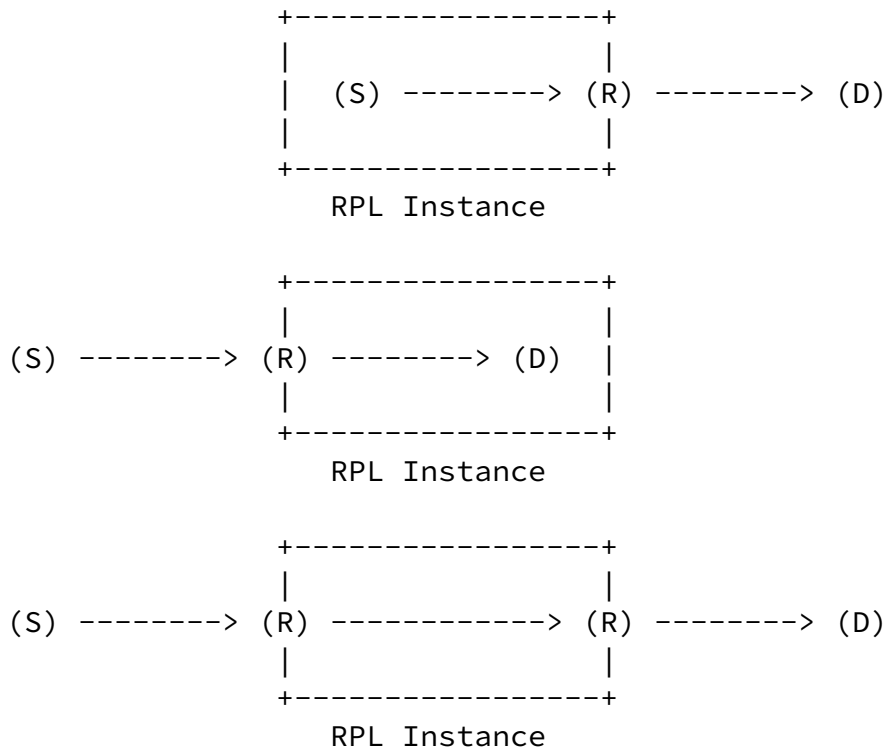 (S) --------> (R) --------> (D)
RPL Instance
(S) --------> (R) --------> (D)
RPL Instance
(S) --------> (R) ------------> (R) --------> (D)
RPL Instance